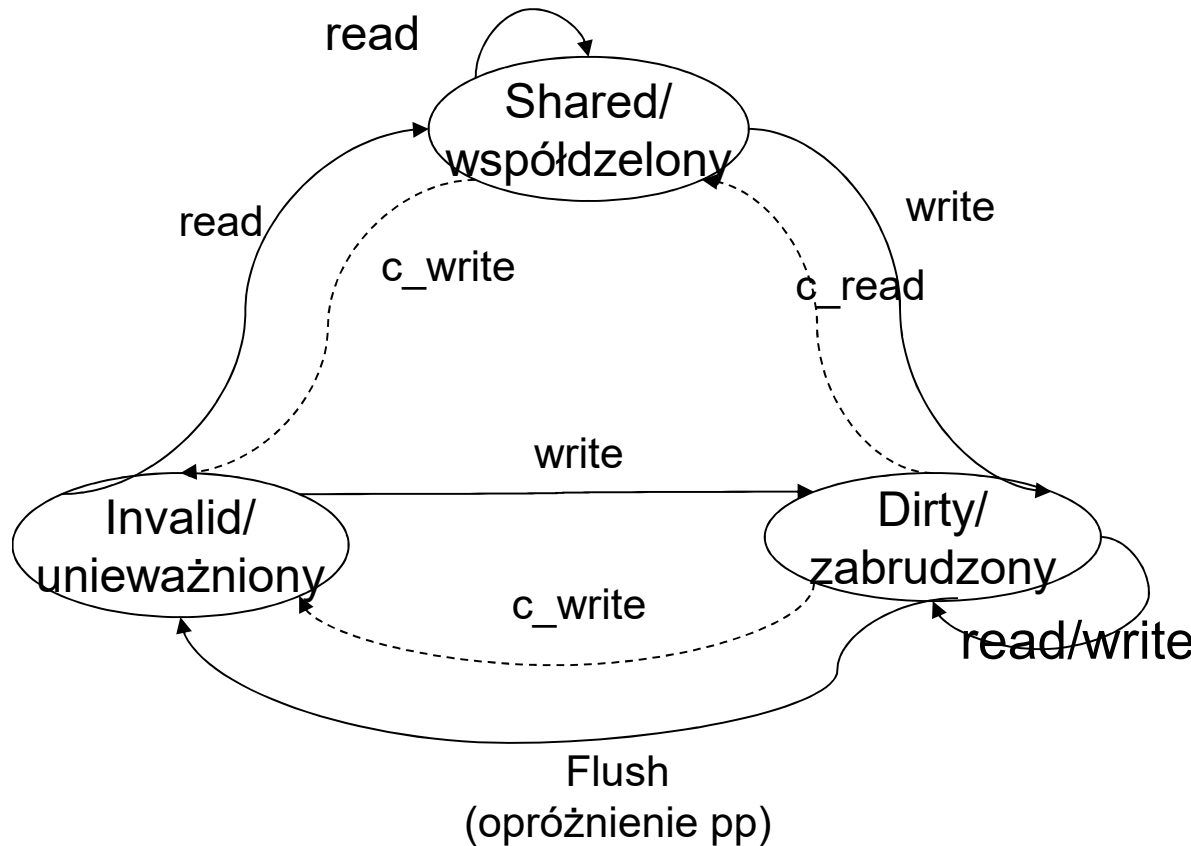 read
Shared/
współdzelony
read
write
c_write
c_read
write
Invalid/
unieważniony
Dirty/
zabrudzony
c_write
read/write
Flush
(opróżnienie pp)